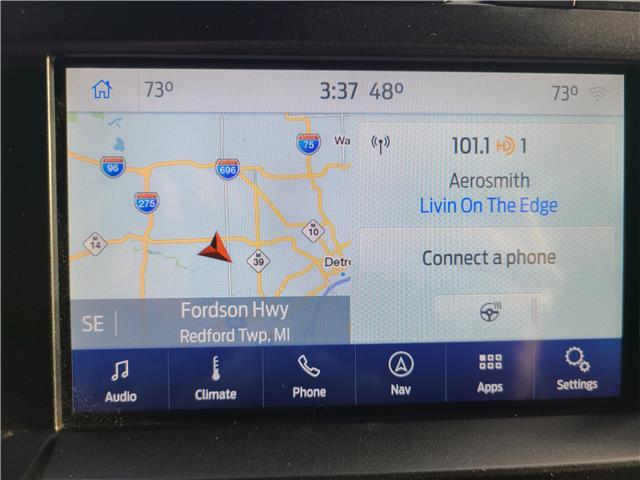 73° 3:37 48° 73°
75
Wa
96
696
275
M 10
M 14
M 39
Detro
SE
Fordson Hwy
Redford Twp, MI
101.1 HD 1
Aerosmith
Livin On The Edge
Connect a phone
Audio Climate Phone Nav Apps Settings